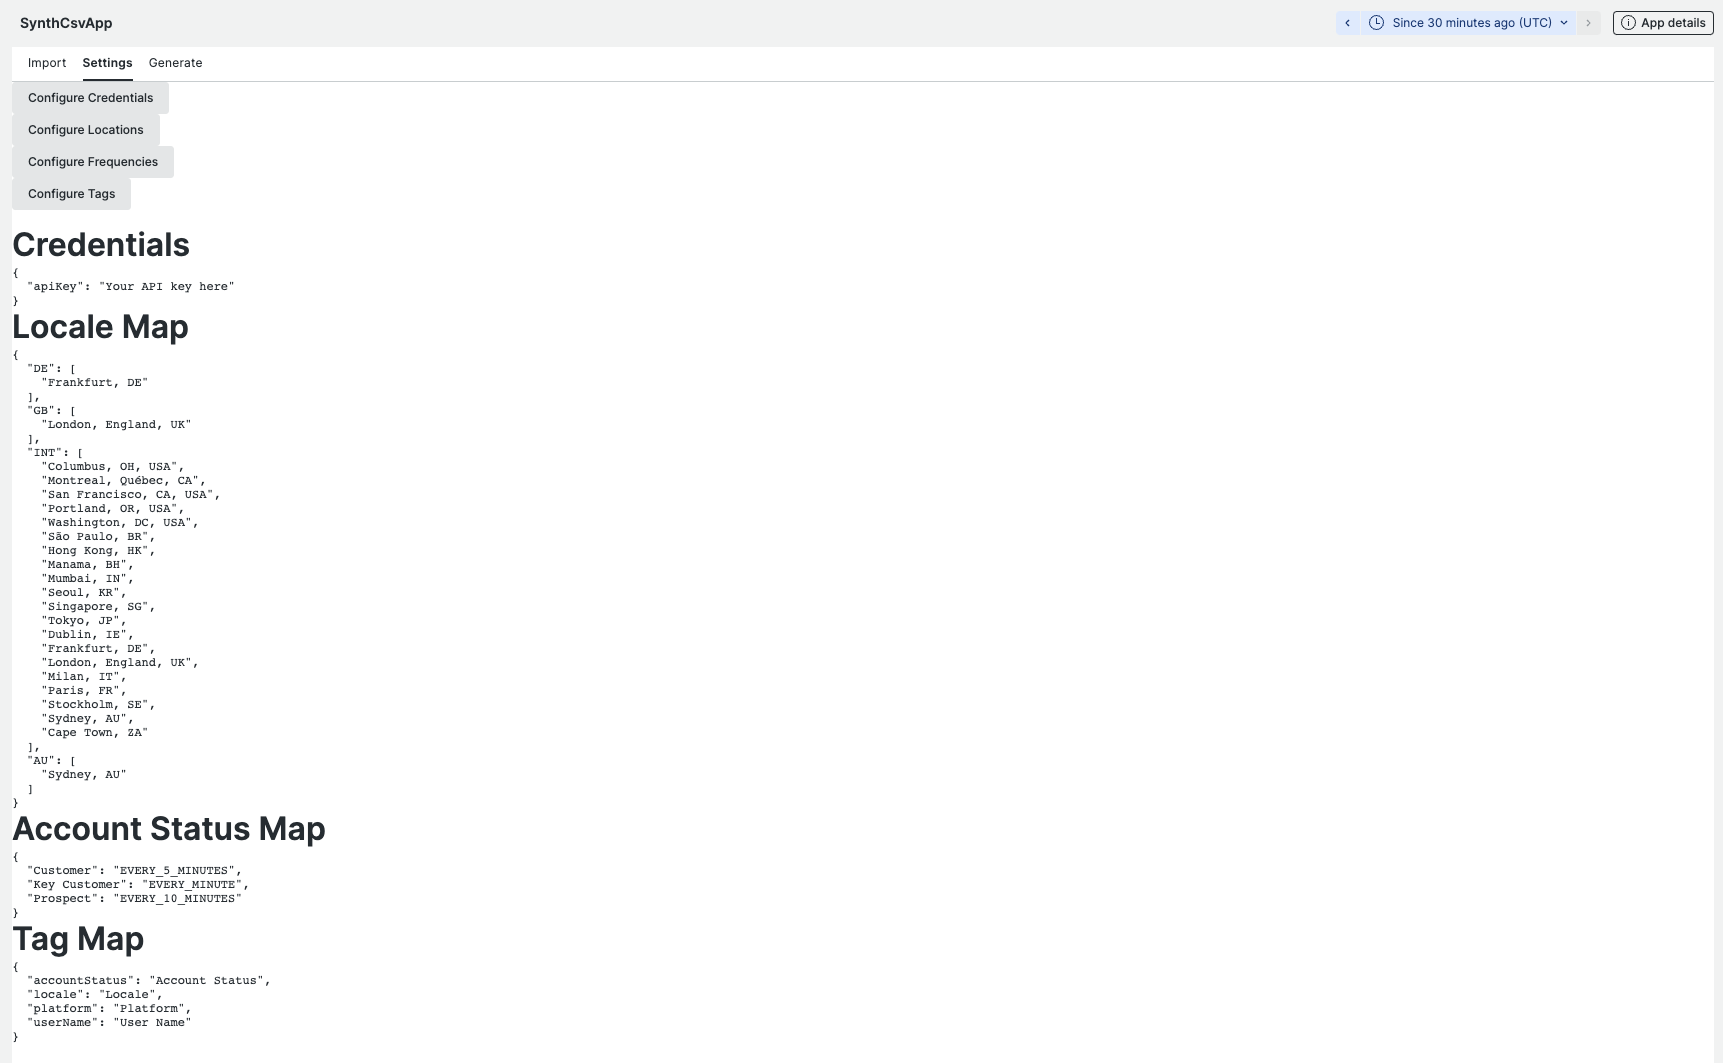 SynthCsvApp
Since 30 minutes ago (UTC)
App details
Import Settings Generate
Configure Credentials
Configure Locations
Configure Frequencies
Configure Tags
Credentials
{
  "apiKey": "Your API key here"
}
Locale Map
{
  "DE": [
    "Frankfurt, DE"
  ],
  "GB": [
    "London, England, UK"
  ],
  "INT": [
    "Columbus, OH, USA",
    "Montreal, Québec, CA",
    "San Francisco, CA, USA",
    "Portland, OR, USA",
    "Washington, DC, USA",
    "São Paulo, BR",
    "Hong Kong, HK",
    "Manama, BH",
    "Mumbai, IN",
    "Seoul, KR",
    "Singapore, SG",
    "Tokyo, JP",
    "Dublin, IE",
    "Frankfurt, DE",
    "London, England, UK",
    "Milan, IT",
    "Paris, FR",
    "Stockholm, SE",
    "Sydney, AU",
    "Cape Town, ZA"
  ],
  "AU": [
    "Sydney, AU"
  ]
}
Account Status Map
{
  "Customer": "EVERY_5_MINUTES",
  "Key Customer": "EVERY_MINUTE",
  "Prospect": "EVERY_10_MINUTES"
}
Tag Map
{
  "accountStatus": "Account Status",
  "locale": "Locale",
  "platform": "Platform",
  "userName": "User Name"
}